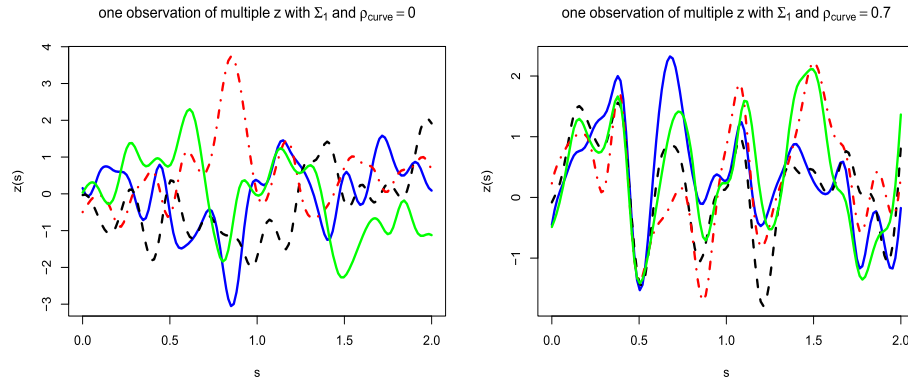 one observation of multiple z with Σ₁ and ρcurve = 0
z(s)
4
3
2
1
0
−1
−2
−3
0.0 0.5 1.0 1.5 2.0
s
one observation of multiple z with Σ₁ and ρcurve = 0.7
z(s)
2
1
0
−1
0.0 0.5 1.0 1.5 2.0
s